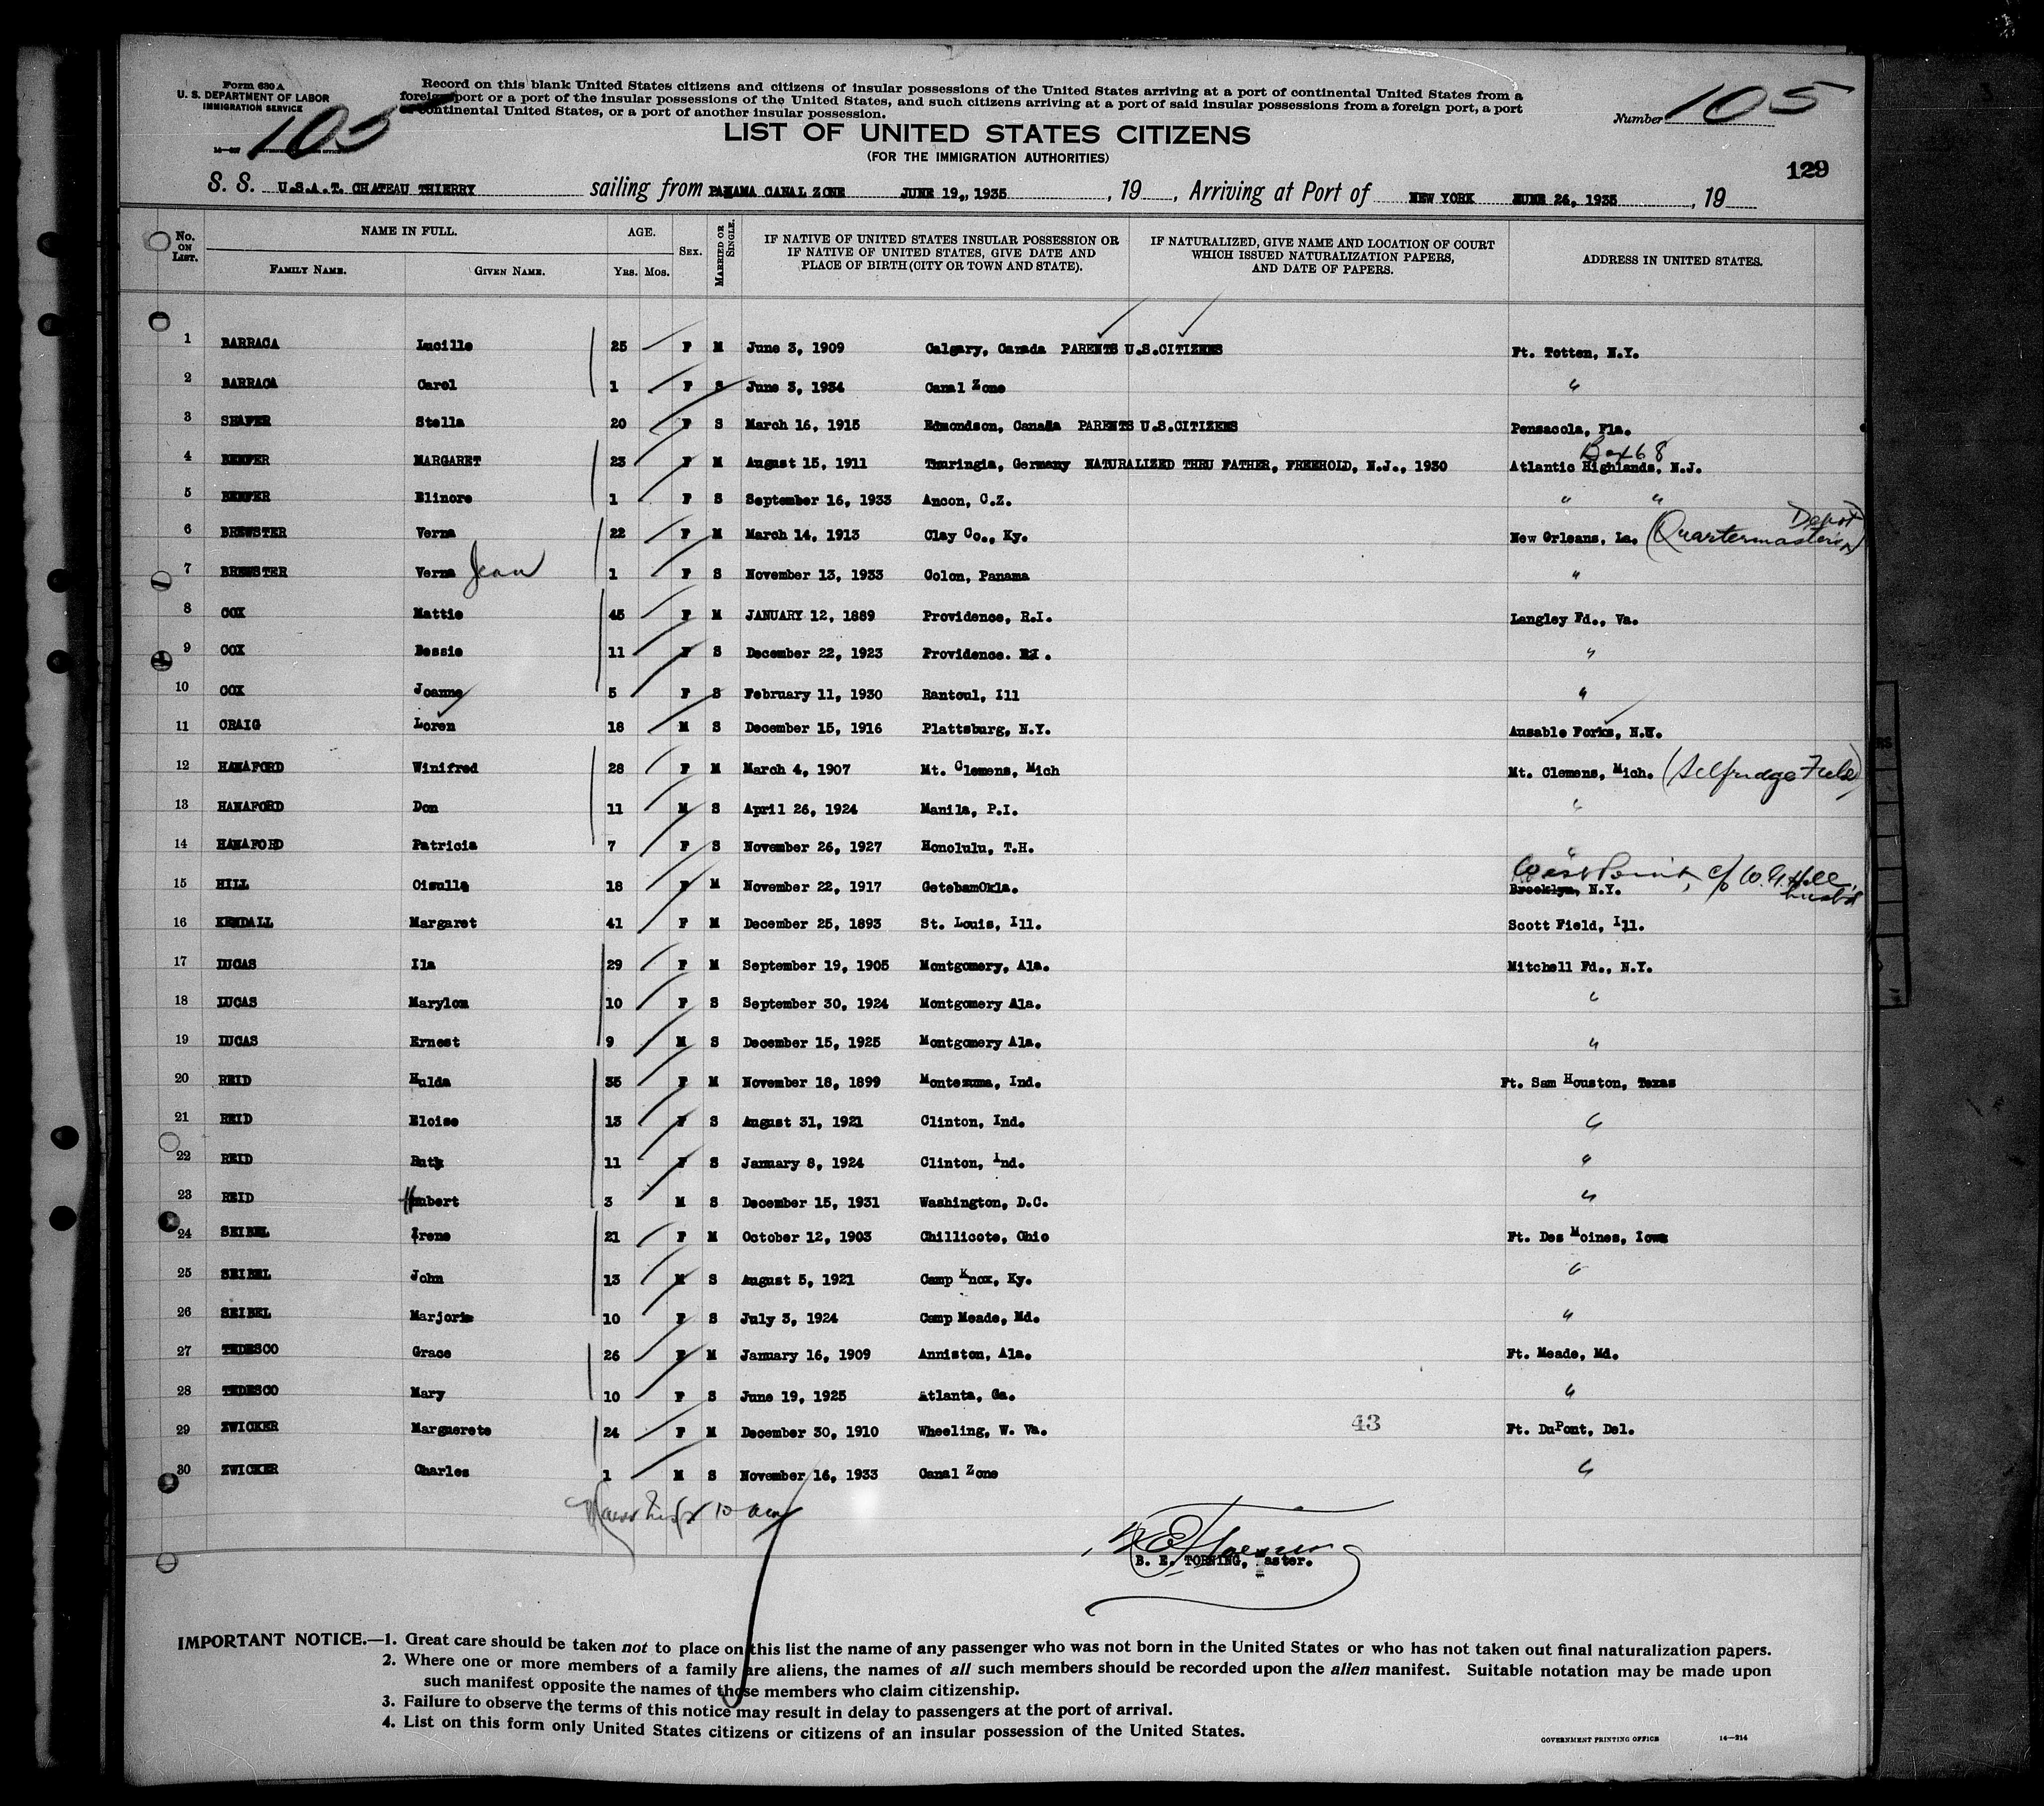 Form 630 A
U. S. DEPARTMENT OF LABOR
IMMIGRATION SERVICE
105
Record on this blank United States citizens and citizens of insular possessions of the United States arriving at a port of continental United States from a
foreign port or a port of the insular possessions of the United States, and such citizens arriving at a port of said insular possessions from a foreign port, a port
continental United States, or a port of another insular possession.
Number 105
LIST OF UNITED STATES CITIZENS
(FOR THE IMMIGRATION AUTHORITIES)
129
S. S. U.S.A.T. CHATEAU THIERRY sailing from PANAMA CANAL ZONE JUNE 19,, 1935, 19 , Arriving at Port of NEW YORK JUNE 26, 1935, 19
No. ON LIST. NAME IN FULL. FAMILY NAME. GIVEN NAME. AGE. YRS. MOS. SEX. MARRIED OR SINGLE. IF NATIVE OF UNITED STATES INSULAR POSSESSION OR IF NATIVE OF UNITED STATES, GIVE DATE AND PLACE OF BIRTH (CITY OR TOWN AND STATE). IF NATURALIZED, GIVE NAME AND LOCATION OF COURT WHICH ISSUED NATURALIZATION PAPERS, AND DATE OF PAPERS. ADDRESS IN UNITED STATES.
1 BARRACA Lucille 25 F M June 3, 1909 Calgary, Canada PARENTS U.S.CITIZENS Ft. Totten, N.Y.
2 BARRACA Carol 1 F S June 3, 1934 Canal Zone "
3 SHAFER Stella 20 F S March 16, 1915 Edmondson, Canada PARENTS U.S.CITIZENS Pensacola, Fla.
4 BENFER MARGARET 23 F M August 15, 1911 Thuringia, Germany NATURALIZED THRU FATHER, FREEHOLD, N.J., 1930 Box 68 Atlantic Highlands, N.J.
5 BENFER Elinore 1 F S September 16, 1933 Ancon, C.Z. " "
6 BREWSTER Verna 22 F M March 14, 1913 Clay Co., Ky. New Orleans, La. (Quartermaster's Depot)
7 BREWSTER Verna Jean 1 F S November 13, 1933 Colon, Panama "
8 COX Mattie 45 F M JANUARY 12, 1889 Providence, R.I. Langley Fd., Va.
9 COX Bessie 11 F S December 22, 1923 Providence. RI. "
10 COX Joanne 5 F S February 11, 1930 Rantoul, Ill "
11 CRAIG Loren 18 M S December 15, 1916 Plattsburg, N.Y. Ausable Forks, N.Y.
12 HANAFORD Winifred 28 F M March 4, 1907 Mt. Clemens, Mich Mt. Clemens, Mich. (Selfridge Field)
13 HANAFORD Don 11 M S April 26, 1924 Manila, P.I. "
14 HANAFORD Patricia 7 F S November 26, 1927 Honolulu, T.H. "
15 HILL Oisulla 18 F M November 22, 1917 GetebamOkla. West Point, c/o W. G. Hill, husb'd Brooklyn, N.Y.
16 KENDALL Margaret 41 F M December 25, 1893 St. Louis, Ill. Scott Field, Ill.
17 LUCAS Ila 29 F M September 19, 1905 Montgomery, Ala. Mitchell Fd., N.Y.
18 LUCAS Marylou 10 F S September 30, 1924 Montgomery Ala. "
19 LUCAS Ernest 9 M S December 15, 1925 Montgomery Ala. "
20 REID Hulda 35 F M November 18, 1899 Montezuma, Ind. Ft. Sam Houston, Texas
21 REID Eloise 13 F S August 31, 1921 Clinton, Ind. "
22 REID Ruth 11 F S January 8, 1924 Clinton, Ind. "
23 REID Hubert 3 M S December 15, 1931 Washington, D.C. "
24 SEIBEL Irene 21 F M October 12, 1903 Chillicote, Ohio Ft. Des Moines, Iowa
25 SEIBEL John 13 M S August 5, 1921 Camp Knox, Ky. "
26 SEIBEL Marjorie 10 F S July 3, 1924 Camp Meade, Md. "
27 TEDESCO Grace 26 F M January 16, 1909 Anniston, Ala. Ft. Meade, Md.
28 TEDESCO Mary 10 F S June 19, 1925 Atlanta, Ga. "
29 ZWICKER Marguerete 24 F M December 30, 1910 Wheeling, W. Va. 43 Ft. DuPont, Del.
30 ZWICKER Charles 1 M S November 16, 1933 Canal Zone "
10 am
B. E. TORNING, Master.
IMPORTANT NOTICE.—1. Great care should be taken not to place on this list the name of any passenger who was not born in the United States or who has not taken out final naturalization papers.
2. Where one or more members of a family are aliens, the names of all such members should be recorded upon the alien manifest. Suitable notation may be made upon
such manifest opposite the names of those members who claim citizenship.
3. Failure to observe the terms of this notice may result in delay to passengers at the port of arrival.
4. List on this form only United States citizens or citizens of an insular possession of the United States.
GOVERNMENT PRINTING OFFICE 14—214